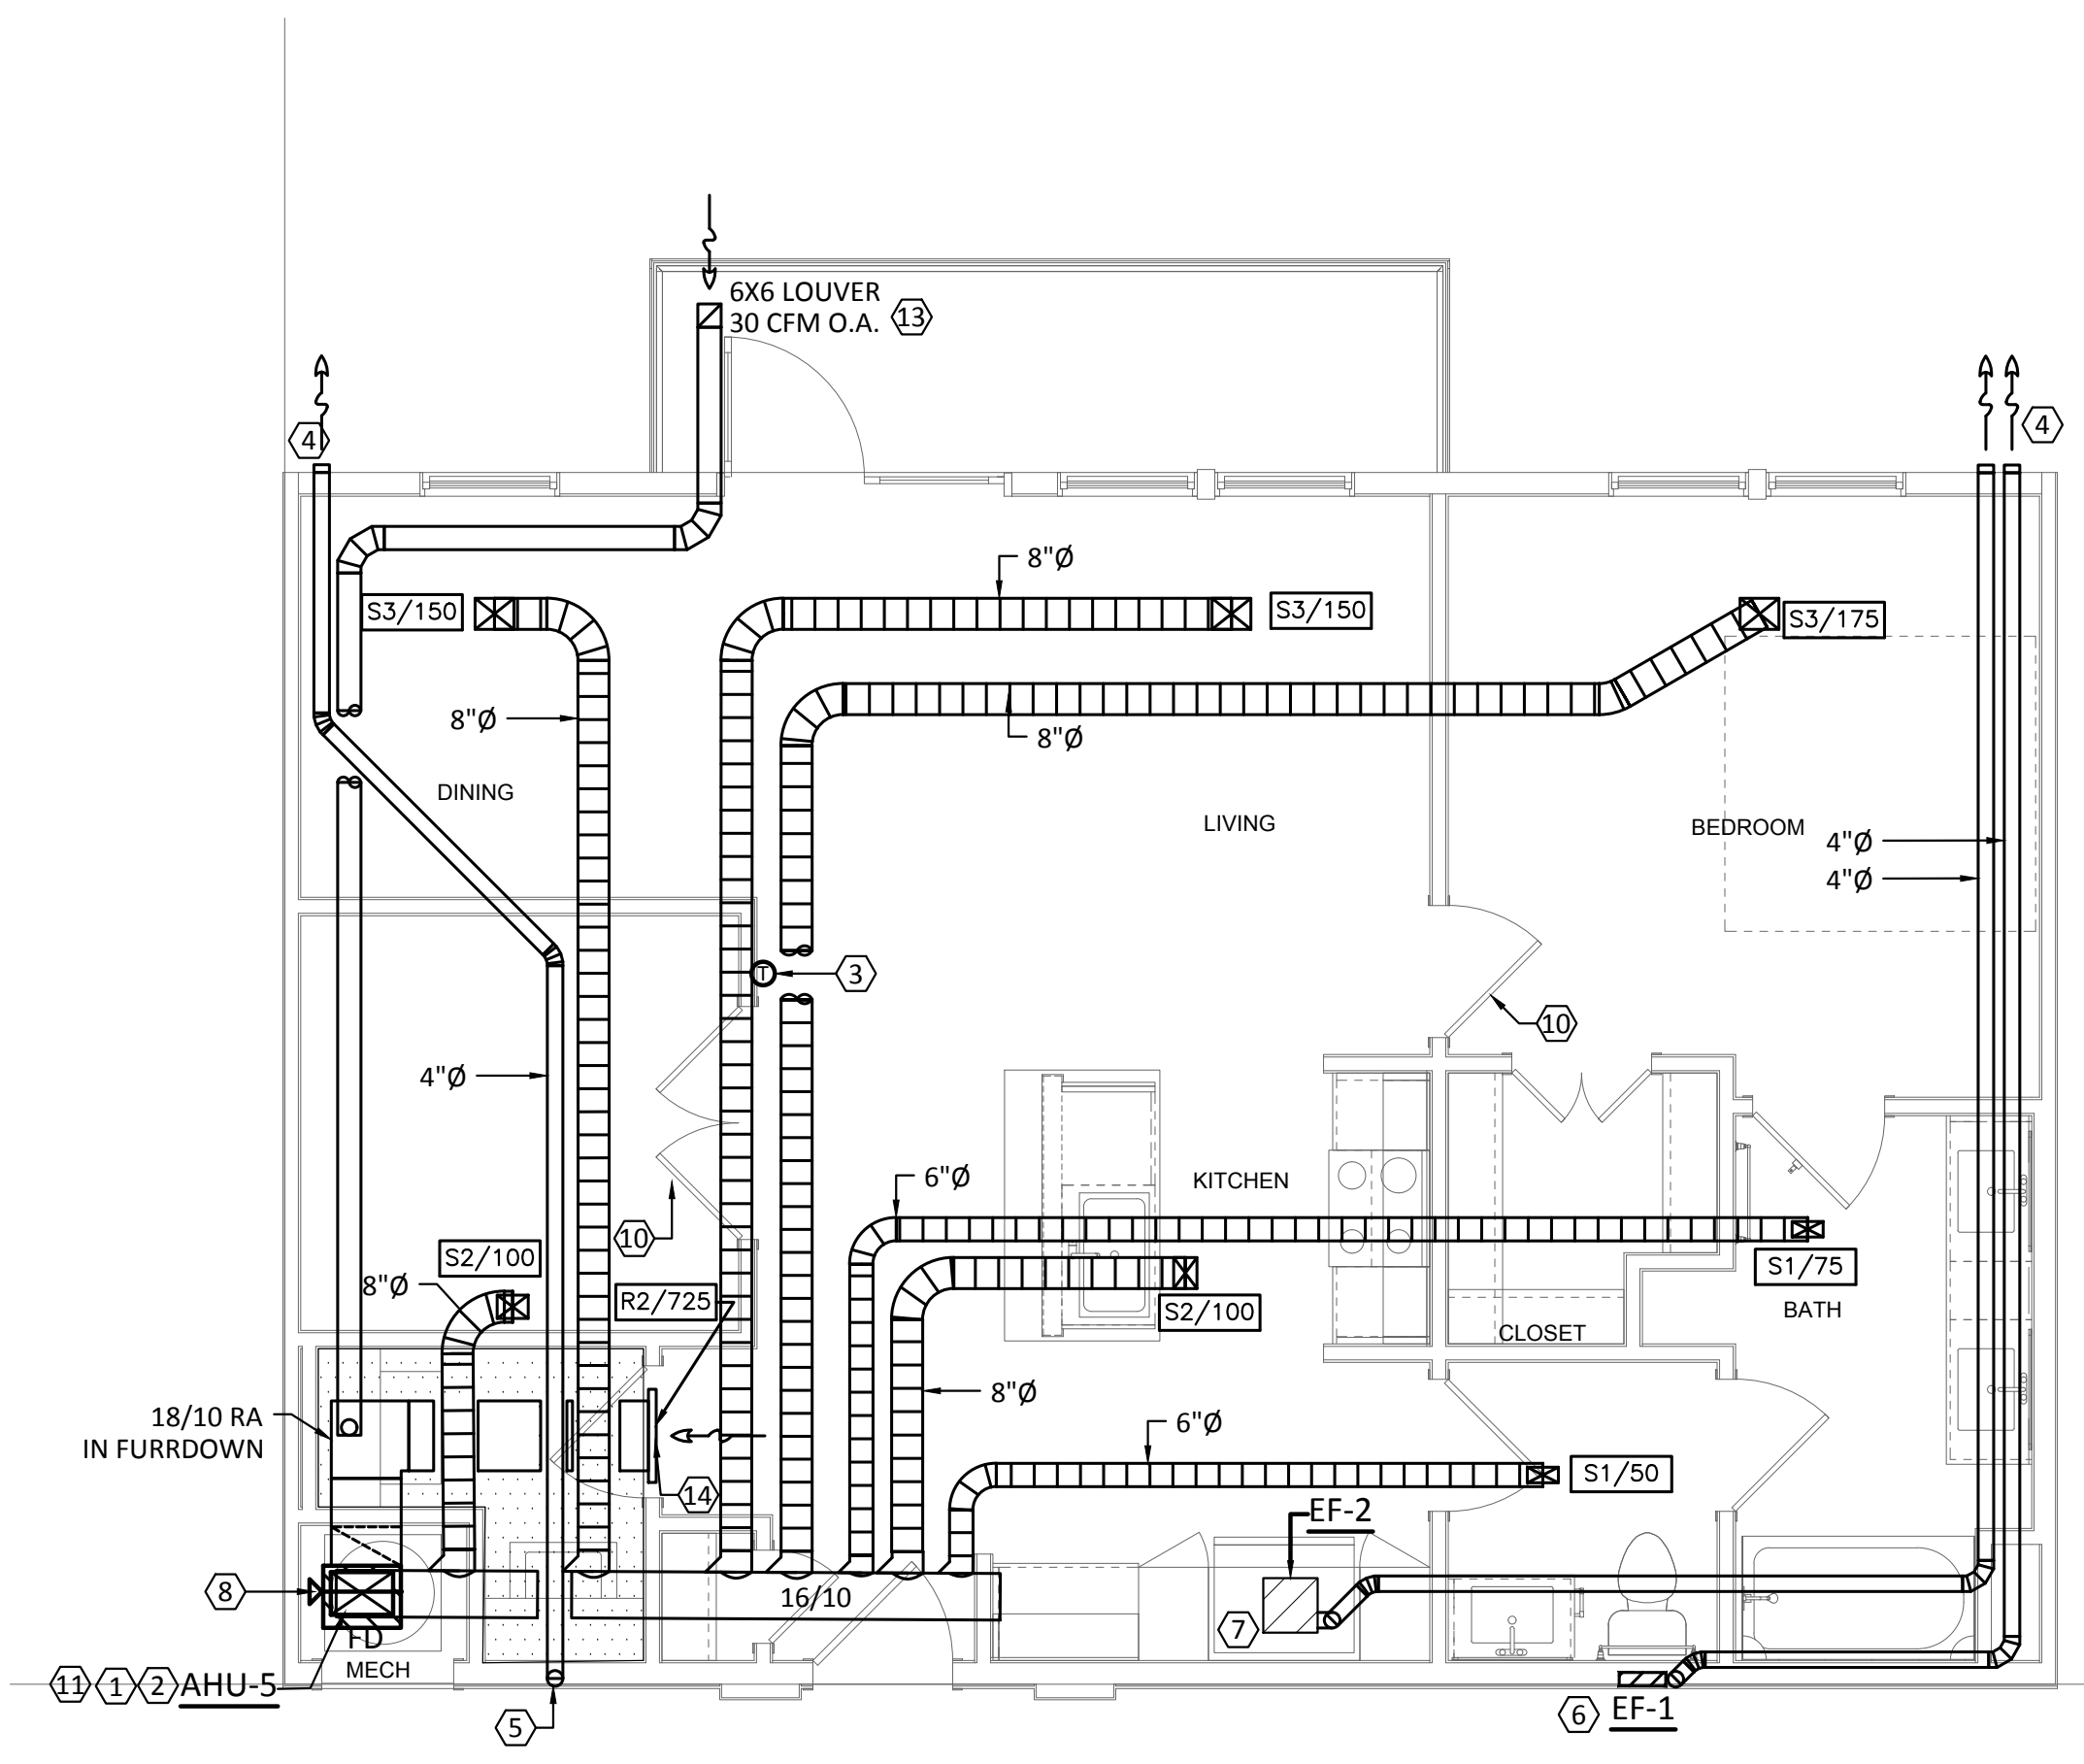 6X6 LOUVER
30 CFM O.A.
13
4
4
8"Ø
S3/150
S3/150
S3/175
8"Ø
8"Ø
DINING
LIVING
BEDROOM
4"Ø
4"Ø
T
3
10
4"Ø
6"Ø
KITCHEN
10
S2/100
8"Ø
R2/725
S1/75
S2/100
BATH
CLOSET
8"Ø
18/10 RA
IN FURRDOWN
6"Ø
S1/50
14
EF-2
8
16/10
7
FD
MECH
11
1
2
AHU-5
5
6
EF-1